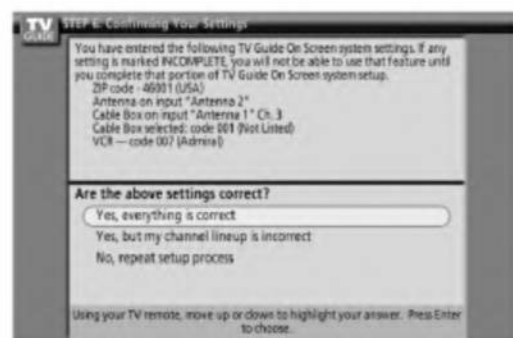 TV
GUIDE
STEP 6: Confirming Your Settings
You have entered the following TV Guide On Screen system settings. If any
setting is marked INCOMPLETE, you will not be able to use that feature until
you complete that portion of TV Guide On Screen system setup.
ZIP code - 46001 (USA)
Antenna on input "Antenna 2"
Cable Box on input "Antenna 1" Ch. 3
Cable Box selected: code 001 (Not Listed)
VCR — code 007 (Admiral)
Are the above settings correct?
Yes, everything is correct
Yes, but my channel lineup is incorrect
No, repeat setup process
Using your TV remote, move up or down to highlight your answer. Press Enter
to choose.